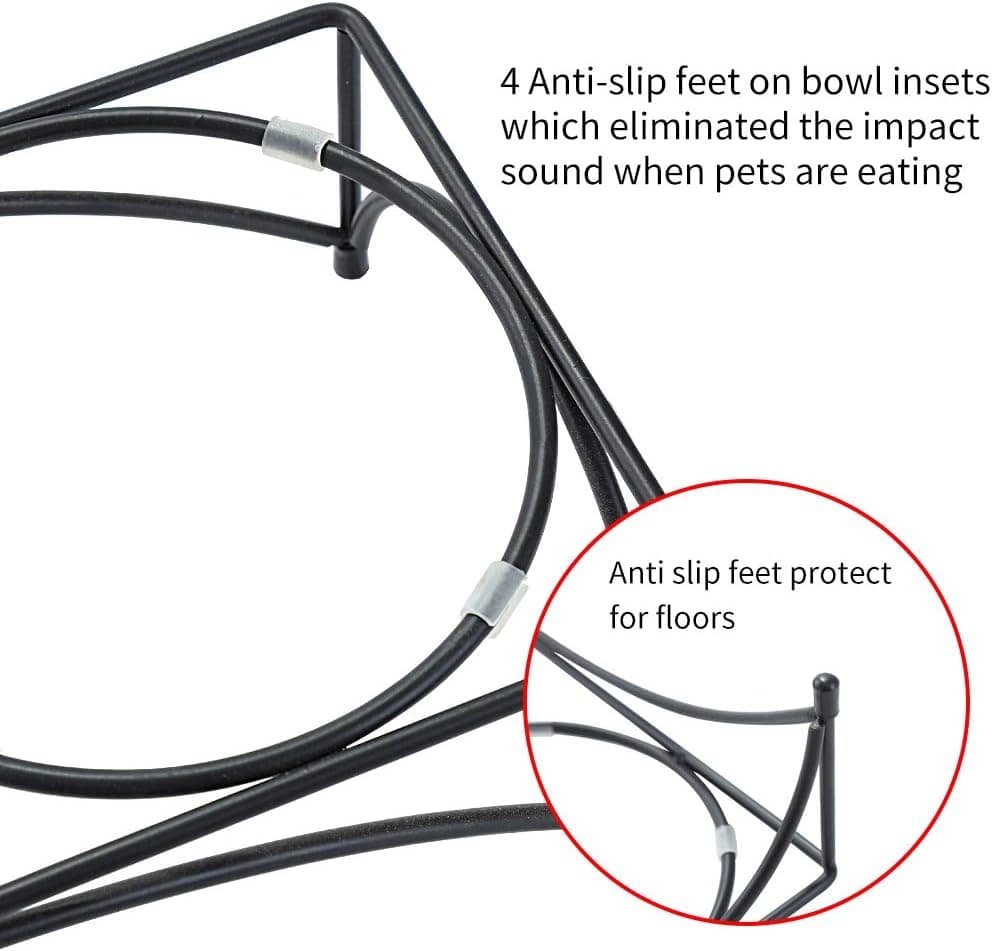 4 Anti-slip feet on bowl insets
which eliminated the impact
sound when pets are eating
Anti slip feet protect
for floors